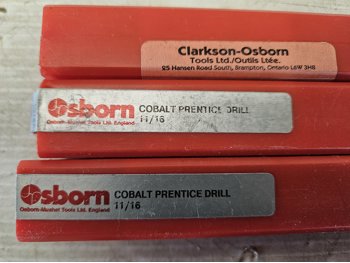 Clarkson-Osborn
Tools Ltd./Outils Ltée.
25 Hansen Road South, Brampton, Ontario L6W 3H8
Osborn
Osborn-Mushet Tools Ltd. England
COBALT PRENTICE DRILL
11/16
Osborn
Osborn-Mushet Tools Ltd. England
COBALT PRENTICE DRILL
11/16